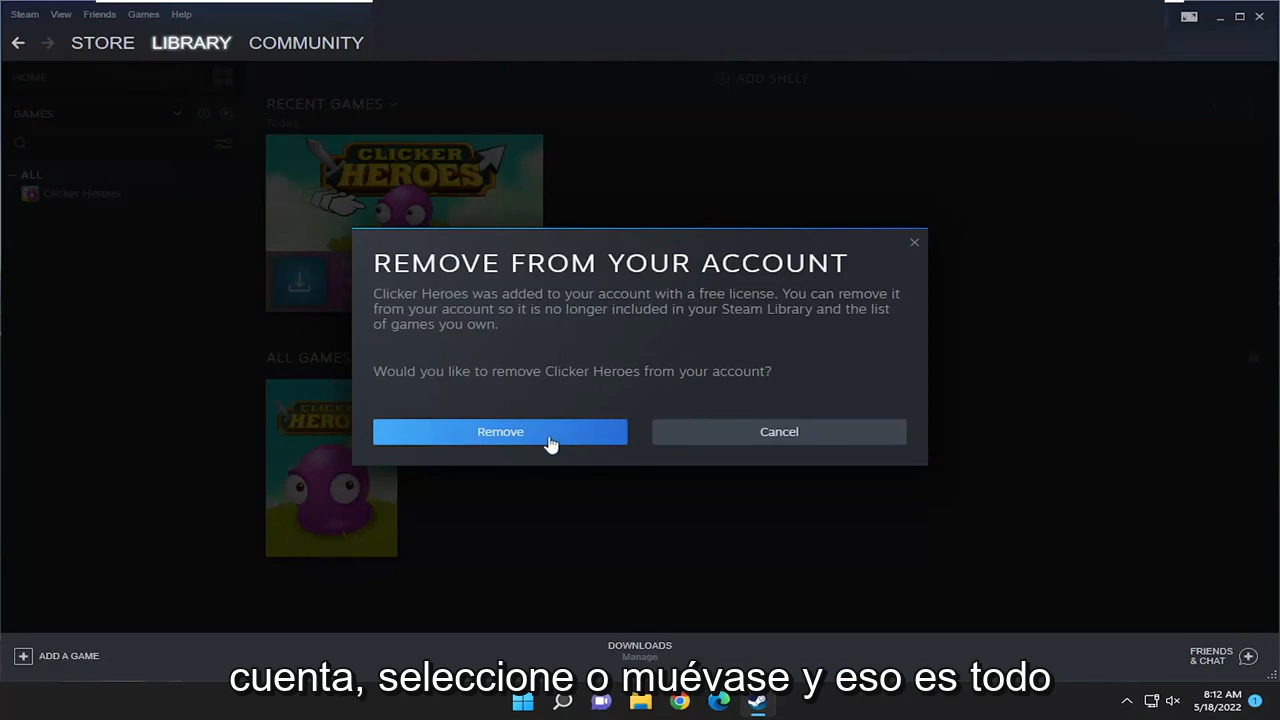 Steam View Friends Games Help
STORE LIBRARY COMMUNITY
HOME
ADD SHELF
GAMES
RECENT GAMES
Today
ALL
Clicker Heroes
CLICKER
HEROES
REMOVE FROM YOUR ACCOUNT
Clicker Heroes was added to your account with a free license. You can remove it
from your account so it is no longer included in your Steam Library and the list
of games you own.
Would you like to remove Clicker Heroes from your account?
Remove Cancel
ALL GAMES
ADD A GAME
DOWNLOADS
Manage
FRIENDS
& CHAT
cuenta, seleccione o muévase y eso es todo
8:12 AM
5/18/2022
1